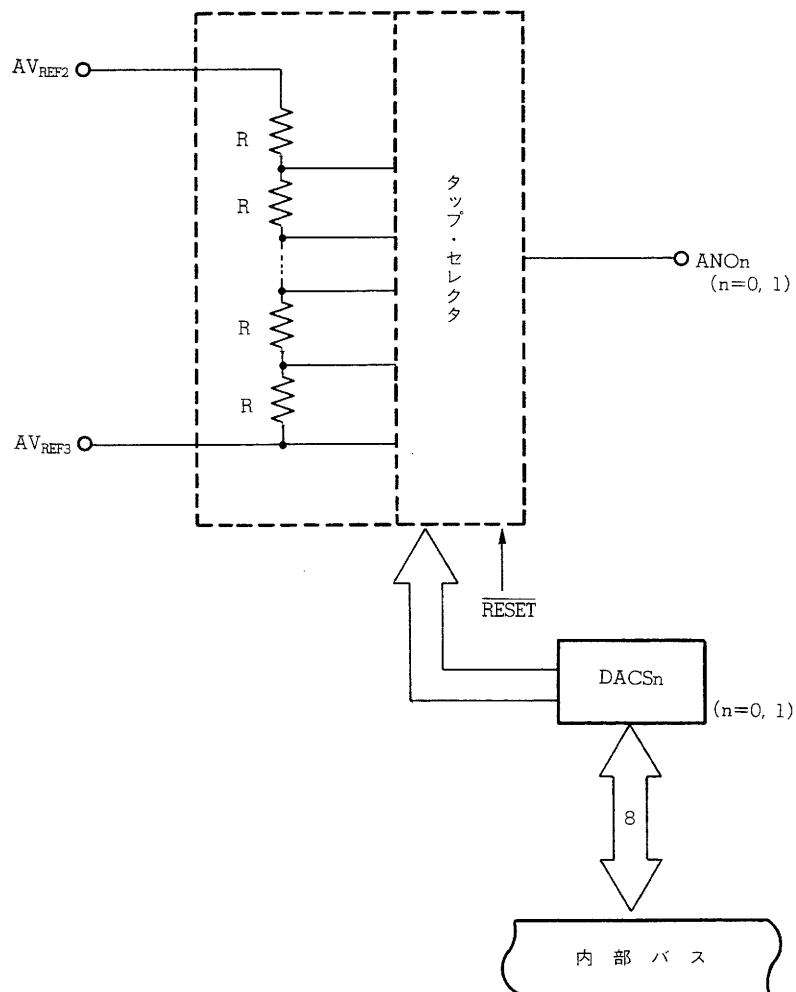 AVREF2
R
R
R
R
AVREF3
タップ・セレクタ
ANOn
(n=0, 1)
RESET
DACSn
(n=0, 1)
8
内部バス